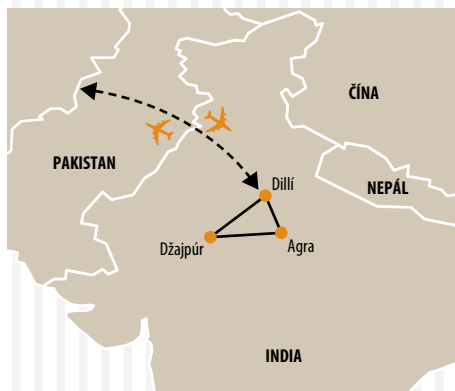 ČÍNA
PAKISTAN
Dillí
NEPÁL
Džajpúr
Agra
INDIA